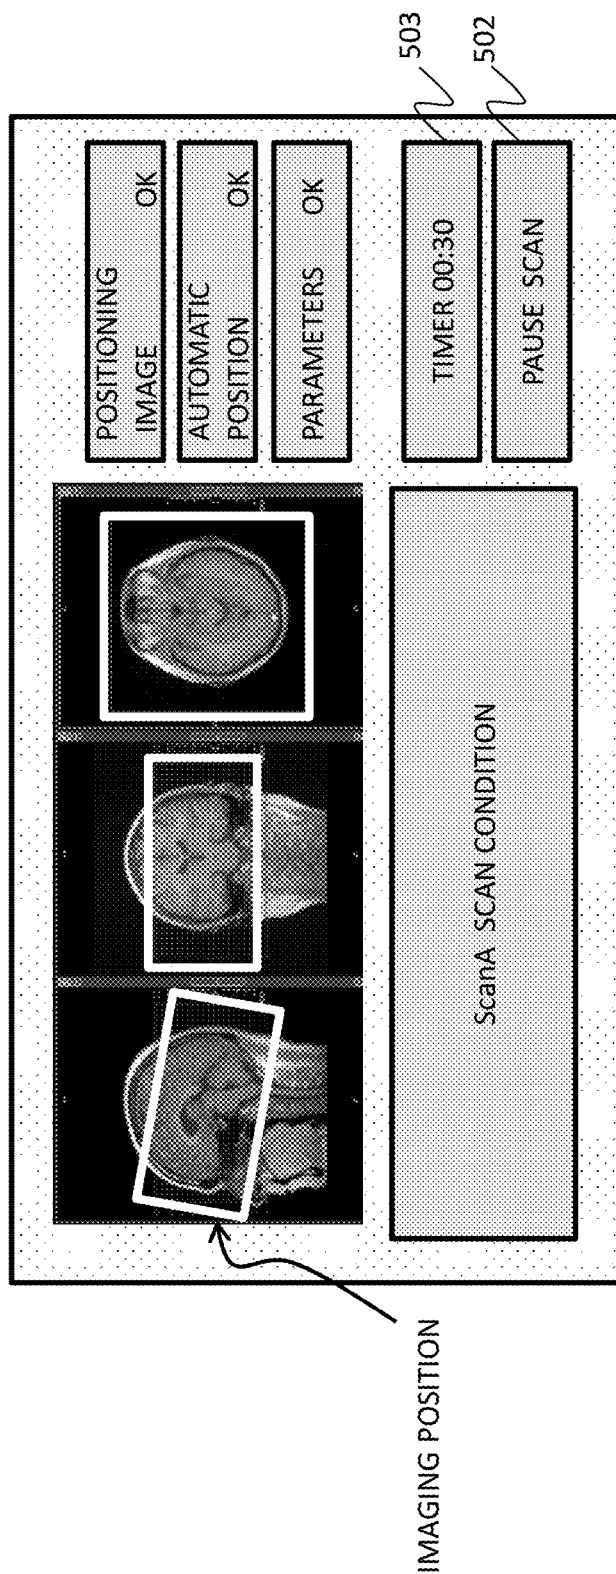 IMAGING POSITION
POSITIONING
IMAGE OK
AUTOMATIC
POSITION OK
PARAMETERS OK
ScanA SCAN CONDITION
TIMER 00:30
503
PAUSE SCAN
502